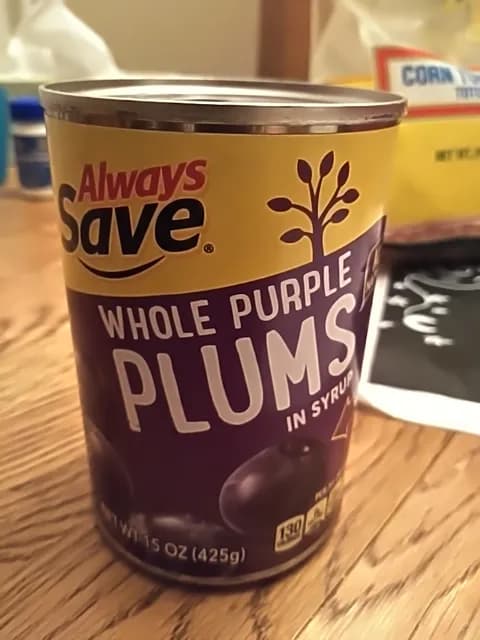 Always
Save®
WHOLE PURPLE
PLUMS
IN SYRUP
130
NET WT 15 OZ (425g)
CORN